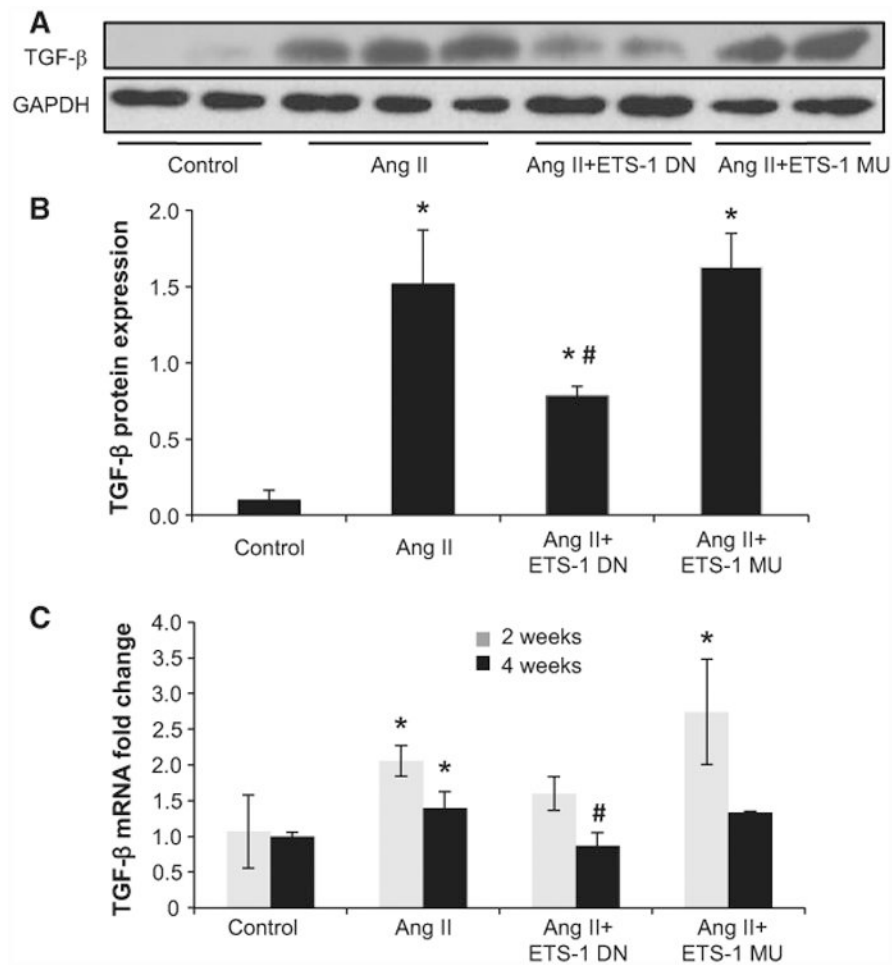 A
TGF-β
GAPDH
Control Ang II Ang II+ETS-1 DN Ang II+ETS-1 MU
B
TGF-β protein expression
2.0
1.5
1.0
0.5
0.0
* * # *
Control Ang II Ang II+ Ang II+
ETS-1 DN ETS-1 MU
C
TGF-β mRNA fold change
4.0
3.5
3.0
2.5
2.0
1.5
1.0
0.5
0
2 weeks
4 weeks
* * # *
Control Ang II Ang II+ Ang II+
ETS-1 DN ETS-1 MU